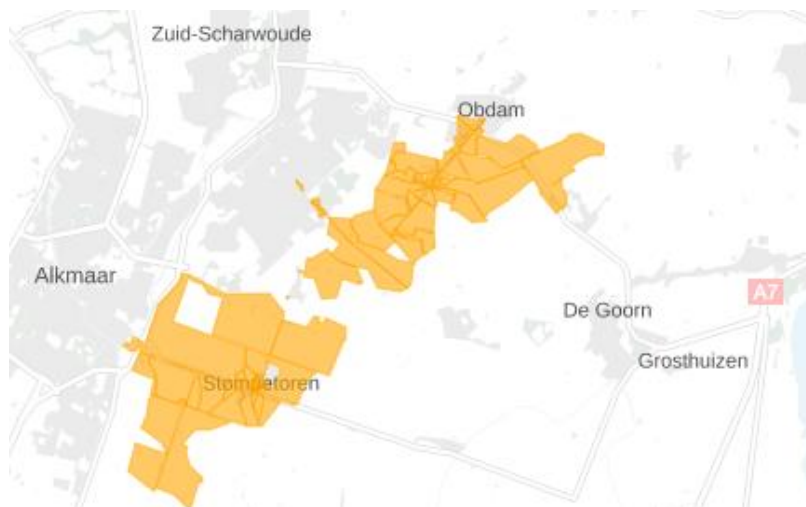 Zuid-Scharwoude
Obdam
Alkmaar
A7
De Goorn
Grosthuizen
Stompetoren